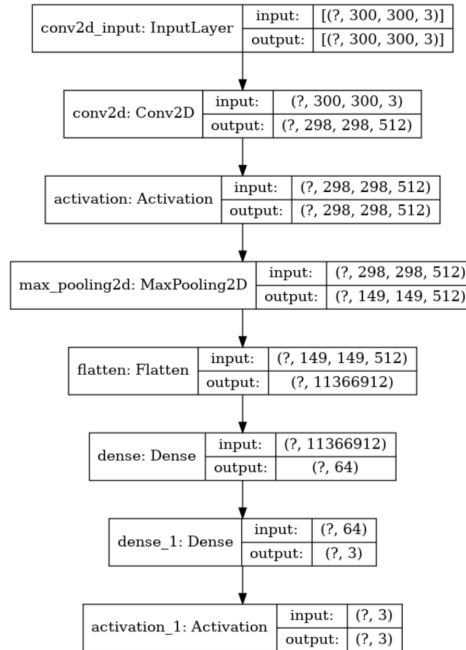 conv2d_input: InputLayer
input: [(?, 300, 300, 3)]
output: [(?, 300, 300, 3)]
conv2d: Conv2D
input: (?, 300, 300, 3)
output: (?, 298, 298, 512)
activation: Activation
input: (?, 298, 298, 512)
output: (?, 298, 298, 512)
max_pooling2d: MaxPooling2D
input: (?, 298, 298, 512)
output: (?, 149, 149, 512)
flatten: Flatten
input: (?, 149, 149, 512)
output: (?, 11366912)
dense: Dense
input: (?, 11366912)
output: (?, 64)
dense_1: Dense
input: (?, 64)
output: (?, 3)
activation_1: Activation
input: (?, 3)
output: (?, 3)